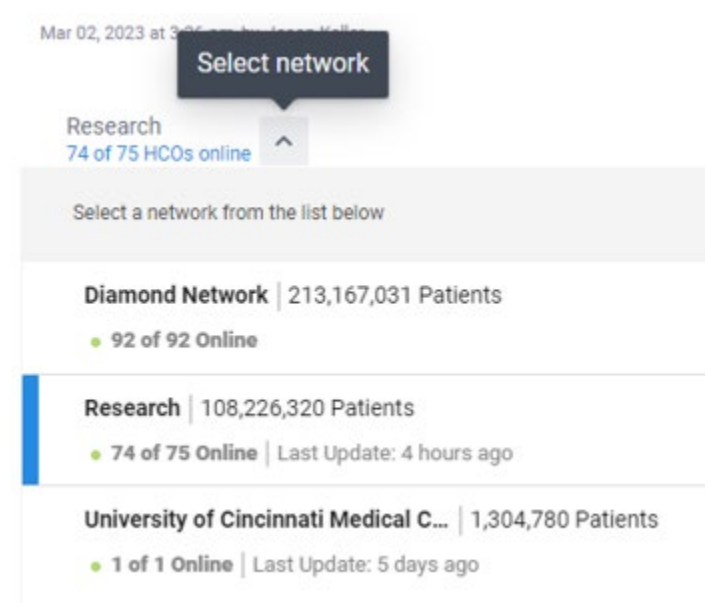 Mar 02, 2023 at 3
Select network
Research
74 of 75 HCOs online
Select a network from the list below
Diamond Network | 213,167,031 Patients
92 of 92 Online
Research | 108,226,320 Patients
74 of 75 Online | Last Update: 4 hours ago
University of Cincinnati Medical C... | 1,304,780 Patients
1 of 1 Online | Last Update: 5 days ago